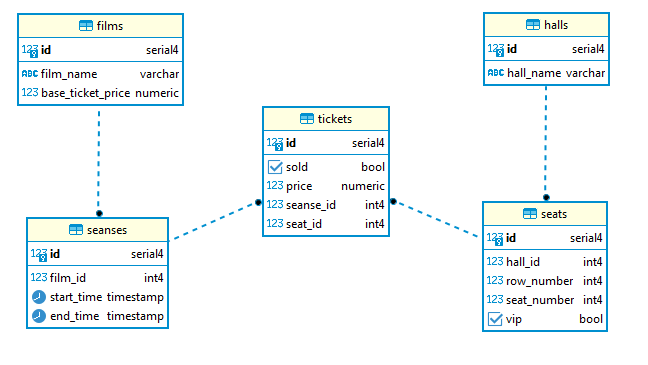 films
123 id serial4
ABC film_name varchar
123 base_ticket_price numeric
halls
123 id serial4
ABC hall_name varchar
tickets
123 id serial4
sold bool
123 price numeric
123 seanse_id int4
123 seat_id int4
seanses
123 id serial4
123 film_id int4
start_time timestamp
end_time timestamp
seats
123 id serial4
123 hall_id int4
123 row_number int4
123 seat_number int4
vip bool